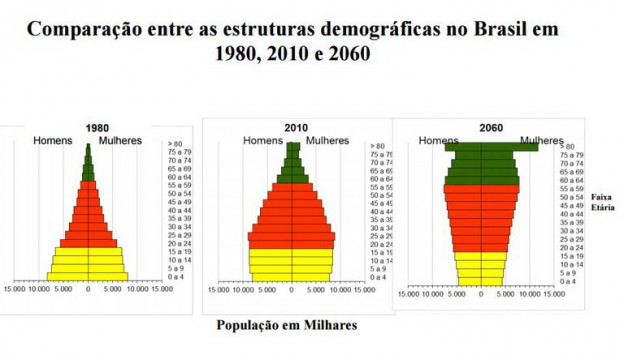 Comparação entre as estruturas demográficas no Brasil em
1980, 2010 e 2060
1980
Homens Mulheres
> 80
75 a 79
70 a 74
65 a 69
60 a 64
55 a 59
50 a 54
45 a 49
40 a 44
35 a 39
30 a 34
25 a 29
20 a 24
15 a 19
10 a 14
5 a 9
0 a 4
15.000 10.000 5.000 0 5.000 10.000 15.000
2010
Homens Mulheres
> 80
75 a 79
70 a 74
65 a 69
60 a 64
55 a 59
50 a 54
45 a 49
40 a 44
35 a 39
30 a 34
25 a 29
20 a 24
15 a 19
10 a 14
5 a 9
0 a 4
15.000 10.000 5.000 0 5.000 10.000 15.000
2060
Homens Mulheres
> 80
75 a 79
70 a 74
65 a 69
60 a 64
55 a 59
50 a 54
45 a 49
40 a 44
35 a 39
30 a 34
25 a 29
20 a 24
15 a 19
10 a 14
5 a 9
0 a 4
15.000 10.000 5.000 0 5.000 10.000 15.000
Faixa
Etária
População em Milhares